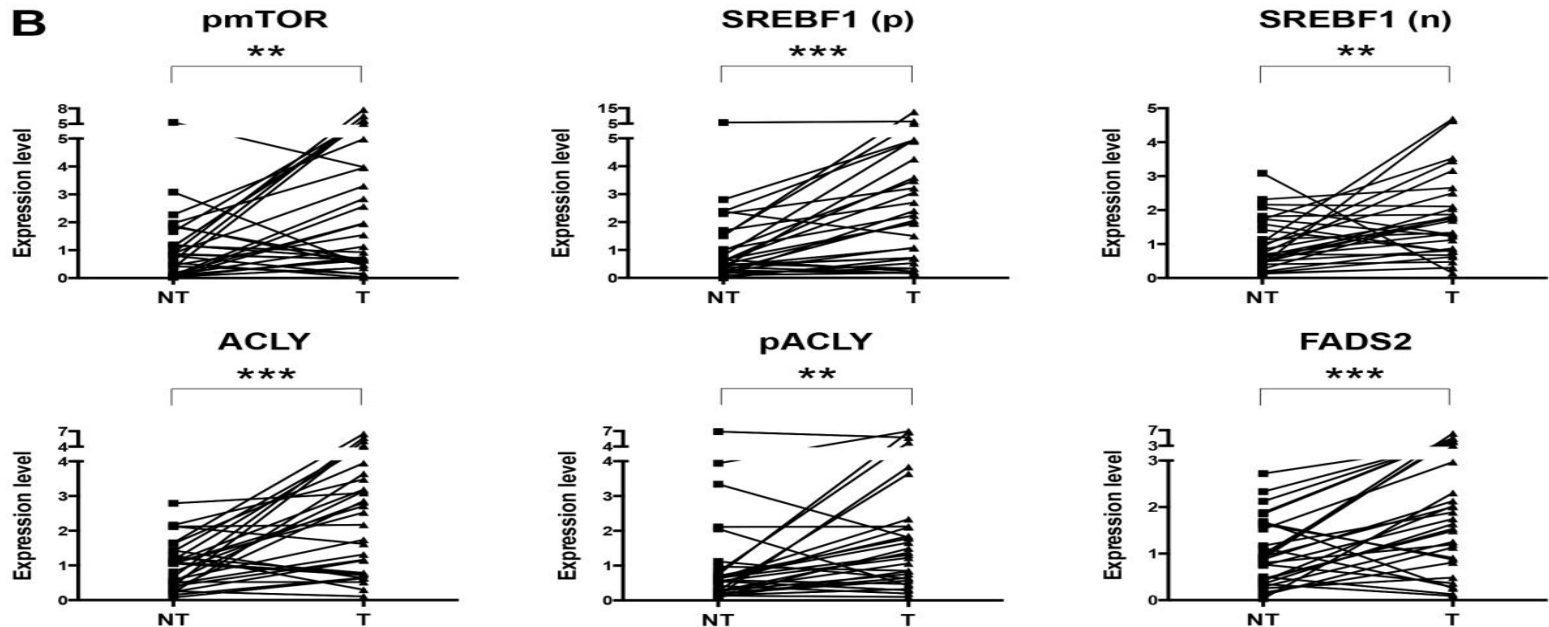 B
pmTOR
**
Expression level
8
5
5
4
3
2
1
0
NT T
SREBF1 (p)
***
Expression level
15
5
5
4
3
2
1
0
NT T
SREBF1 (n)
**
Expression level
5
4
3
2
1
0
NT T
ACLY
***
Expression level
7
4
4
3
2
1
0
NT T
pACLY
**
Expression level
7
4
4
3
2
1
0
NT T
FADS2
***
Expression level
7
3
3
2
1
0
NT T